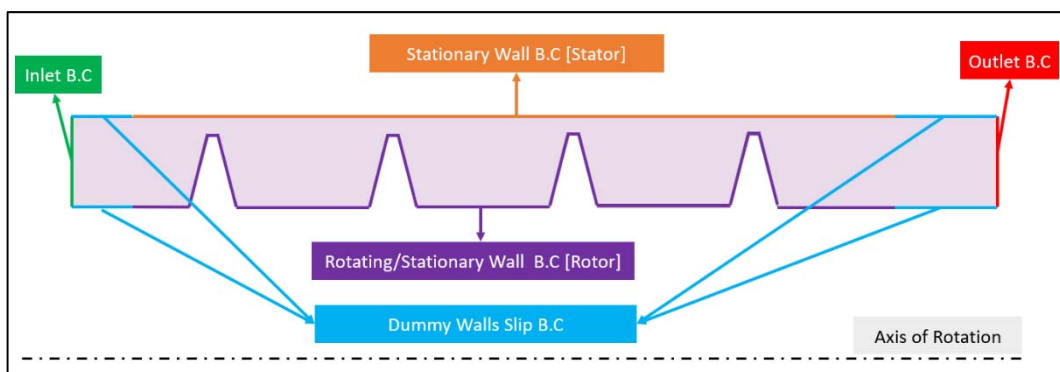 Stationary Wall B.C [Stator]
Inlet B.C
Outlet B.C
Rotating/Stationary Wall B.C [Rotor]
Dummy Walls Slip B.C
Axis of Rotation